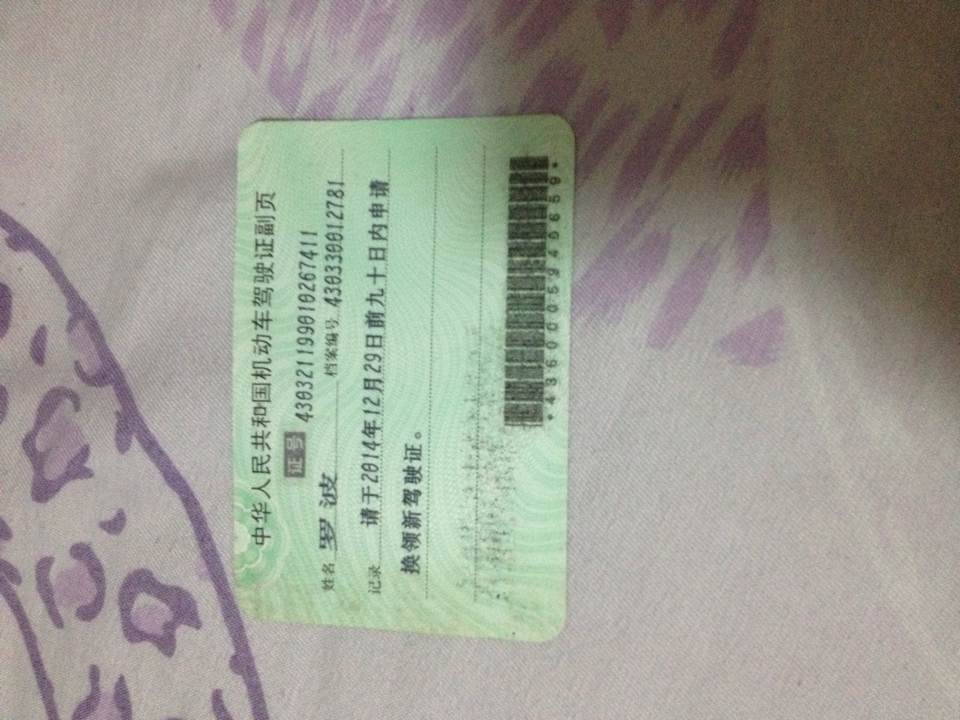 中华人民共和国机动车驾驶证副页
证号 430321199010267411
姓名 罗波 档案编号 430330012781
记录 请于2014年12月29日前九十日内申请
换领新驾驶证。
*4360005940659*